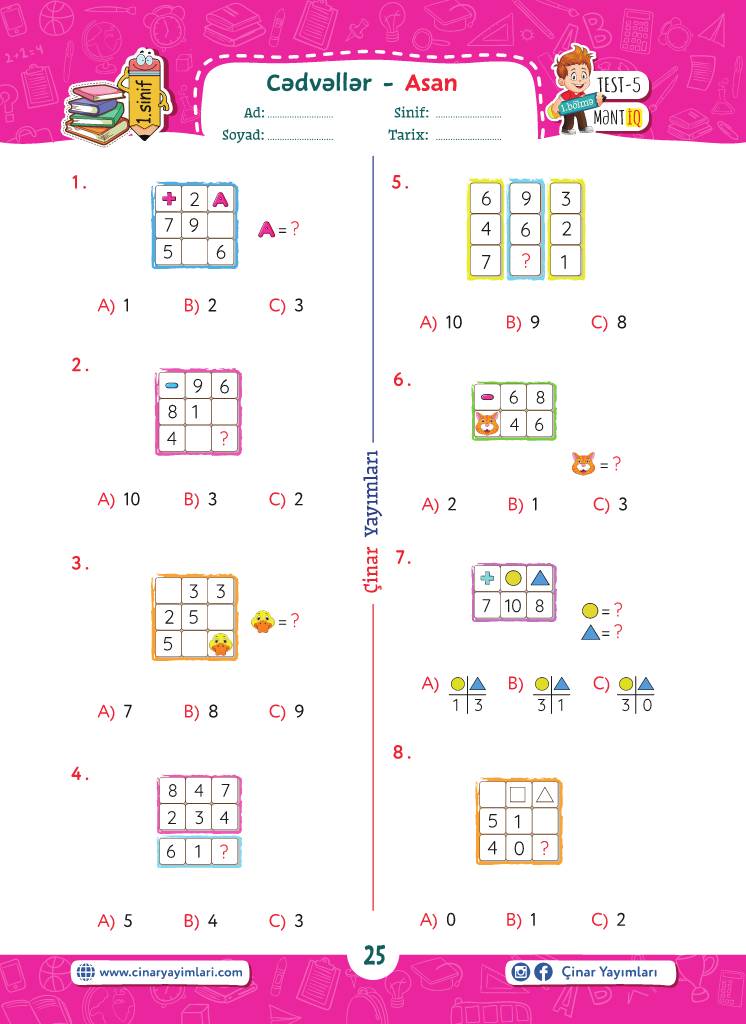 Cədvəllər - Asan
1.sinif
Ad: ........................
Sinif: ........................
Soyad: ........................
Tarix: ........................
1.bölmə
TEST-5
MƏNTİQ
1.
+ 2 A
7 9
5 6
A = ?
A) 1 B) 2 C) 3
2.
- 9 6
8 1
4 ?
A) 10 B) 3 C) 2
3.
3 3
2 5
5
= ?
A) 7 B) 8 C) 9
4.
8 4 7
2 3 4
6 1 ?
A) 5 B) 4 C) 3
Çinar Yayımları
5.
6 9 3
4 6 2
7 ? 1
A) 10 B) 9 C) 8
6.
- 6 8
4 6
= ?
A) 2 B) 1 C) 3
7.
+
7 10 8
= ?
= ?
A) B) C)
1 3 3 1 3 0
8.
5 1
4 0 ?
A) 0 B) 1 C) 2
www.cinaryayimlari.com
25
Çinar Yayımları